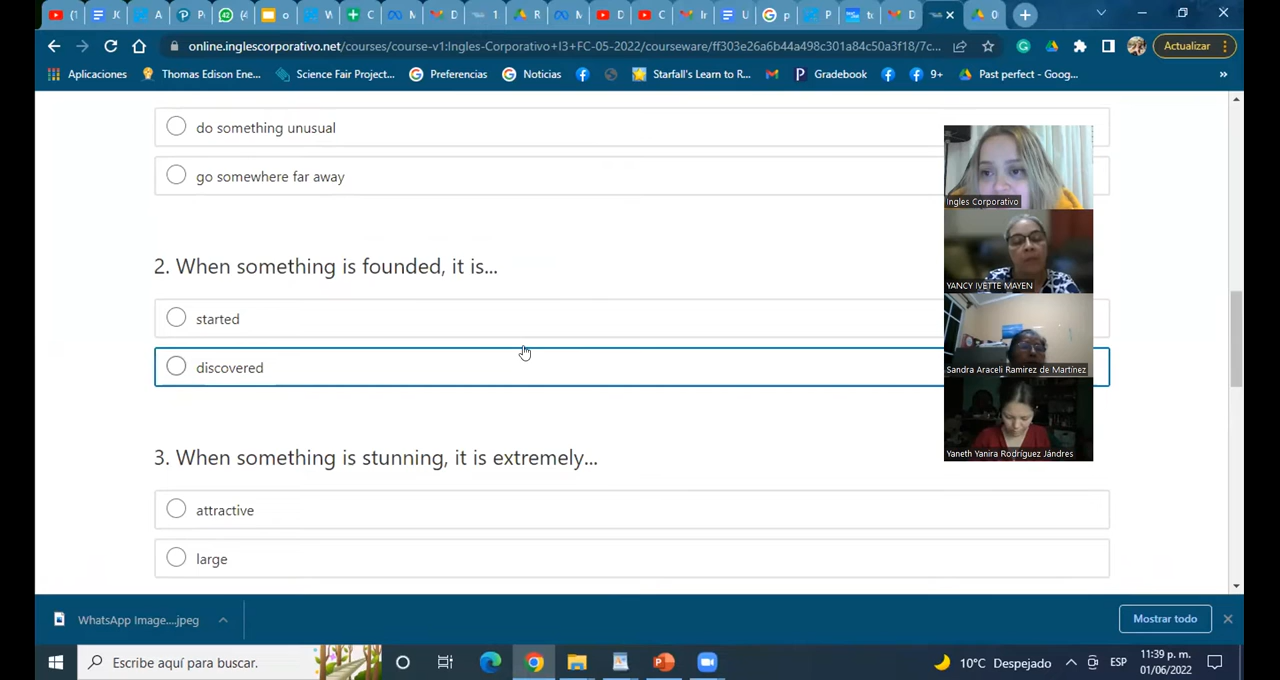 online.inglescorporativo.net/courses/course-v1:Ingles-Corporativo+I3+FC-05-2022/courseware/ff303e26a6b44a498c301a84c50a3f18/7c...
Actualizar
Aplicaciones
Thomas Edison Ene...
Science Fair Project...
Preferencias
Noticias
Starfall's Learn to R...
Gradebook
9+
Past perfect - Goog...
»
do something unusual
go somewhere far away
Ingles Corporativo
2. When something is founded, it is...
YANCY IVETTE MAYEN
started
discovered
Sandra Araceli Ramirez de Martínez
Yaneth Yanira Rodríguez Jándres
3. When something is stunning, it is extremely...
attractive
large
WhatsApp Image....jpeg
Mostrar todo
Escribe aquí para buscar.
10°C Despejado
ESP
11:39 p. m.
01/06/2022